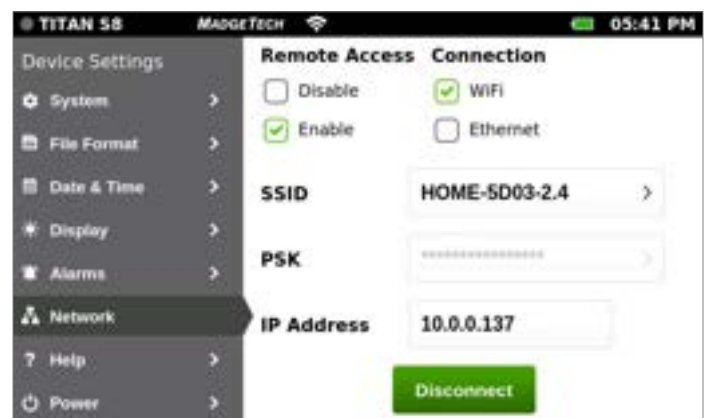 TITAN S8 MADGETECH 05:41 PM
Device Settings
System
File Format
Date & Time
Display
Alarms
Network
? Help
Power
Remote Access Connection
Disable WiFi
Enable Ethernet
SSID HOME-5D03-2.4
PSK ****************
IP Address 10.0.0.137
Disconnect